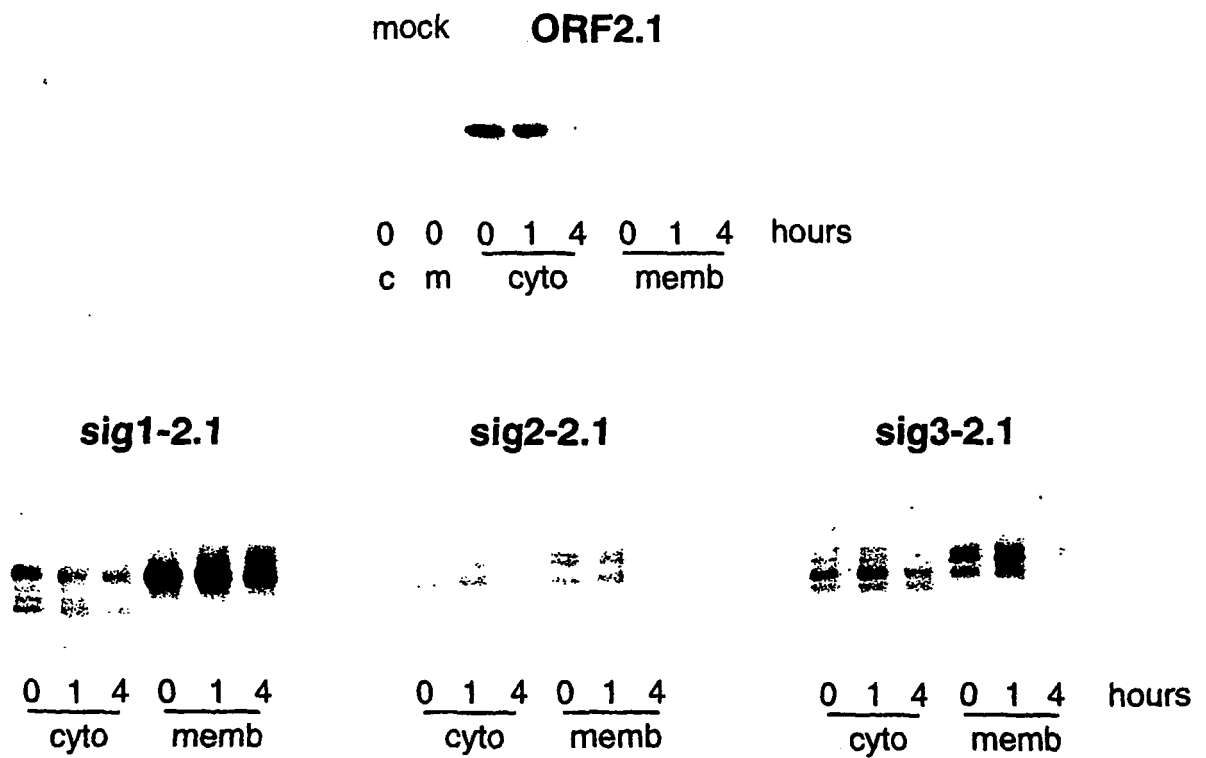 mock ORF2.1
0 0 0 1 4 0 1 4 hours
c m cyto memb
sig1-2.1 sig2-2.1 sig3-2.1
0 1 4 0 1 4 0 1 4 0 1 4 0 1 4 0 1 4 hours
cyto memb cyto memb cyto memb